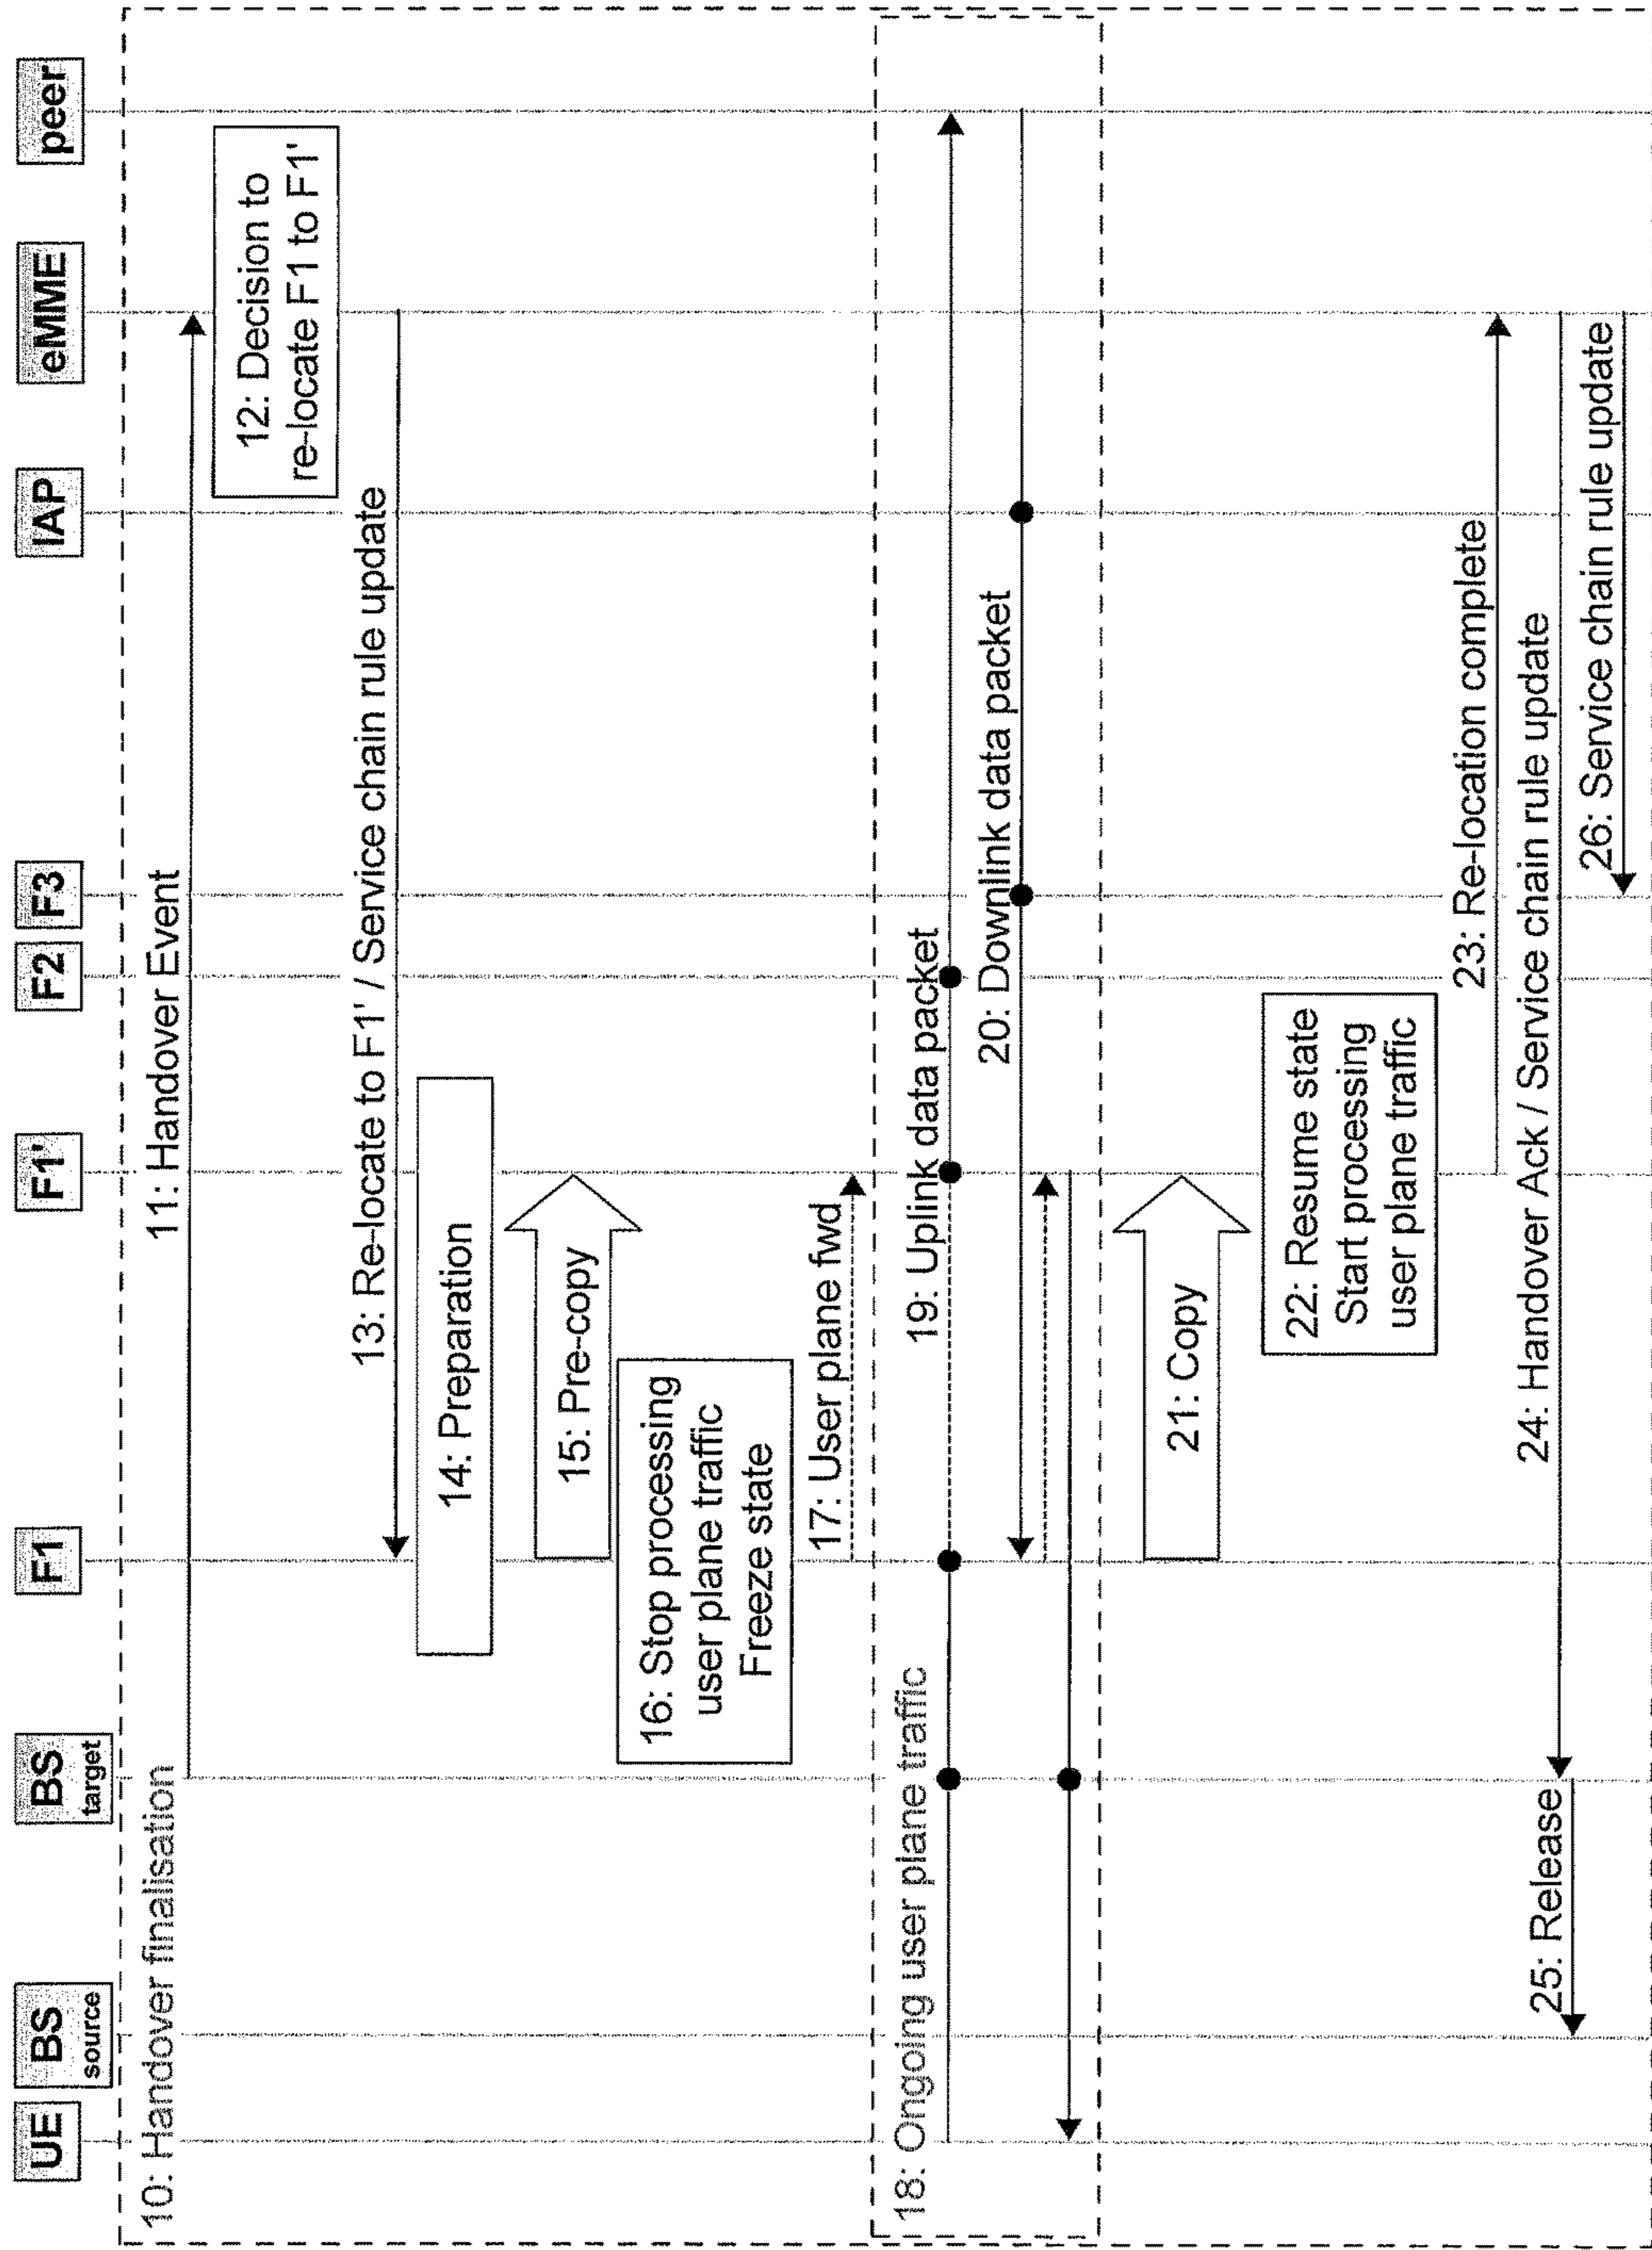 UE
BS
source
BS
target
F1
F1'
F2
F3
IAP
eMME
peer
10: Handover finalisation
11: Handover Event
12: Decision to
re-locate F1 to F1'
13: Re-locate to F1' / Service chain rule update
14: Preparation
15: Pre-copy
16: Stop processing
user plane traffic
Freeze state
17: User plane fwd
18: Ongoing user plane traffic
19: Uplink data packet
20: Downlink data packet
21: Copy
22: Resume state
Start processing
user plane traffic
23: Re-location complete
24: Handover Ack / Service chain rule update
25: Release
26: Service chain rule update